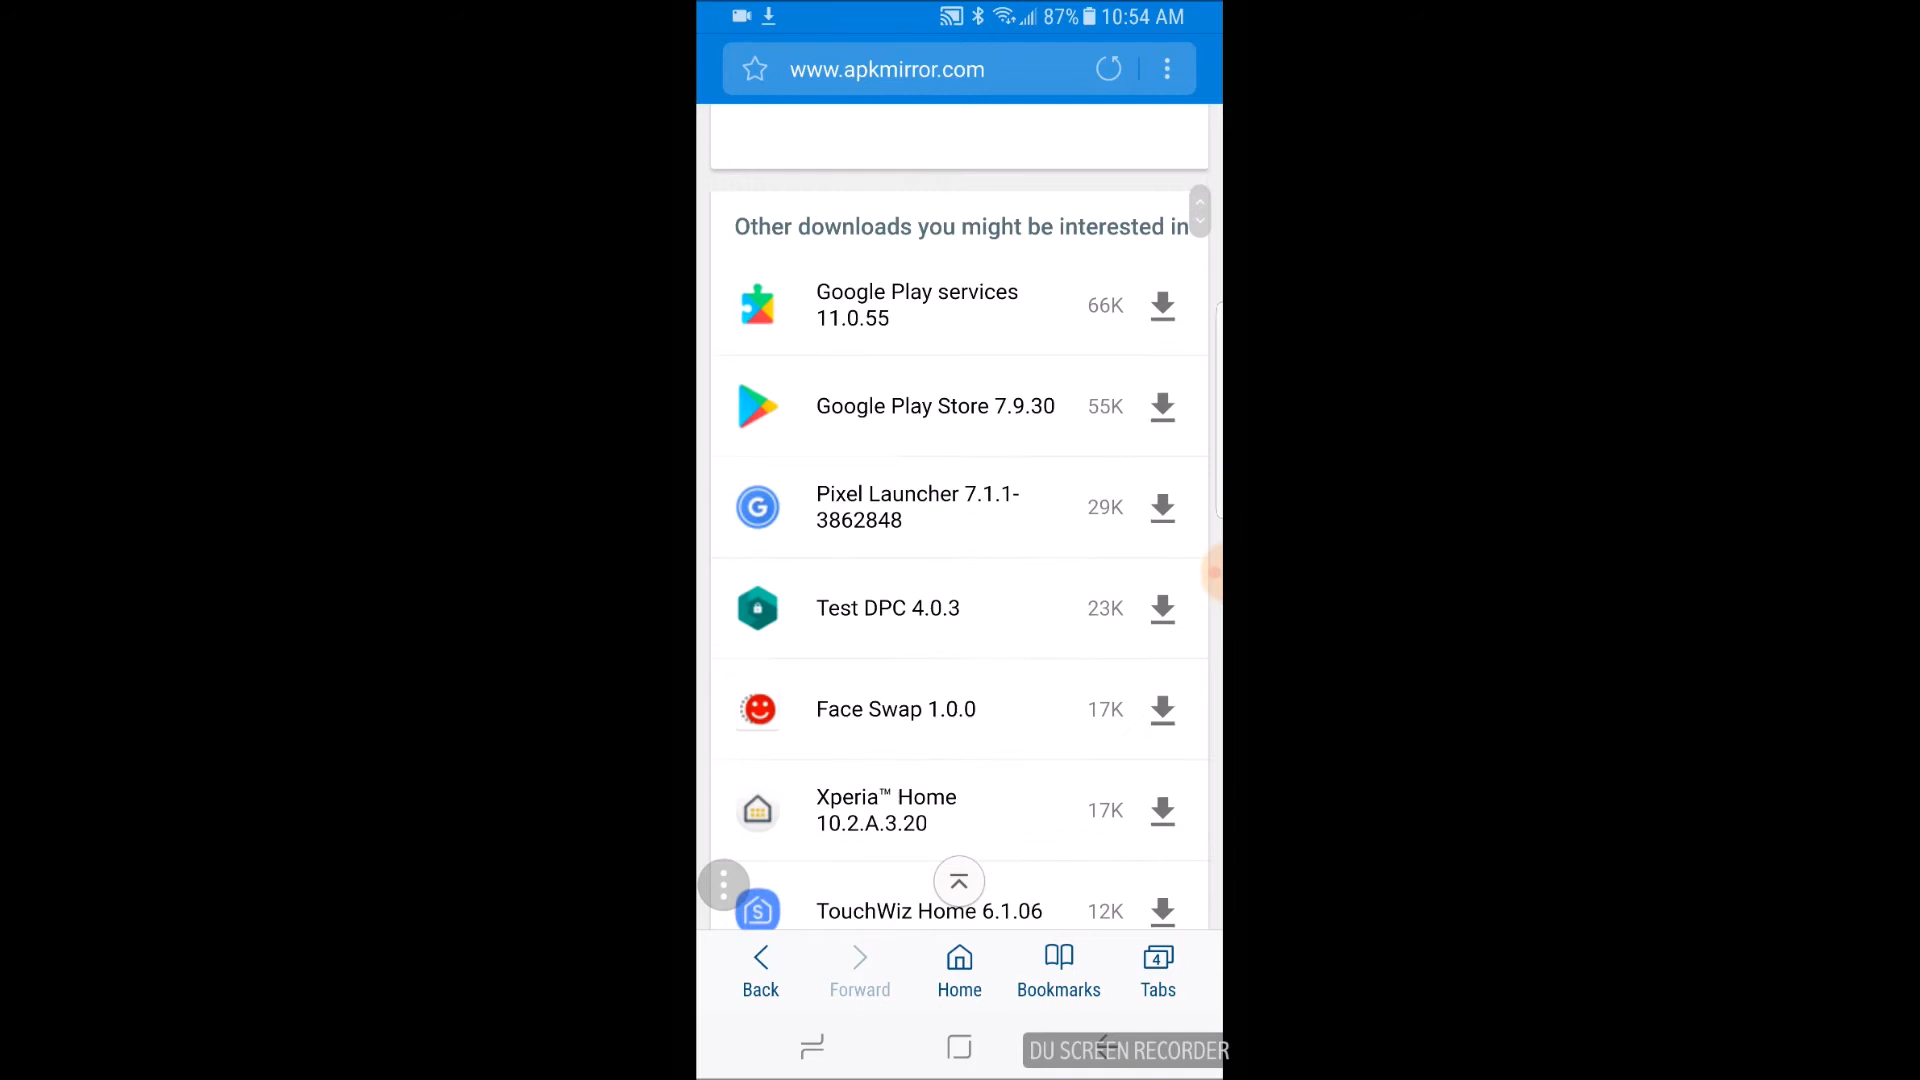 87% 10:54 AM
www.apkmirror.com
Other downloads you might be interested in
Google Play services
11.0.55
66K
Google Play Store 7.9.30
55K
Pixel Launcher 7.1.1-
3862848
29K
Test DPC 4.0.3
23K
Face Swap 1.0.0
17K
Xperia™ Home
10.2.A.3.20
17K
TouchWiz Home 6.1.06
12K
4
Back Forward Home Bookmarks Tabs
DU SCREEN RECORDER